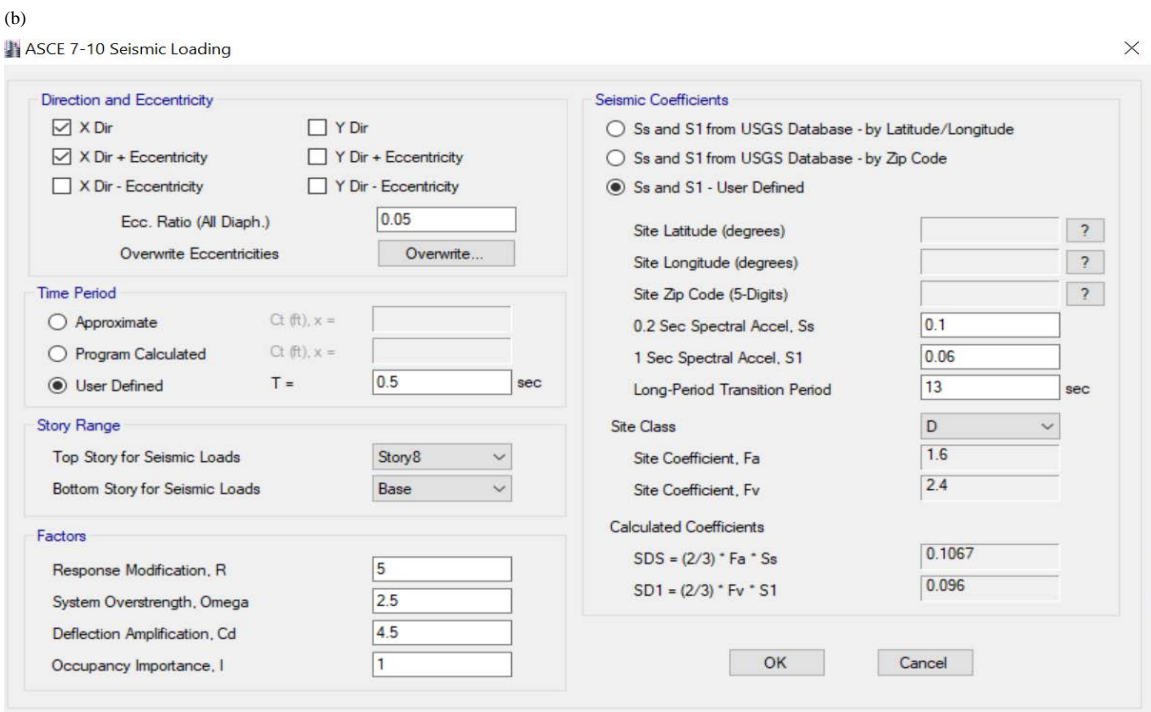 (b)
ASCE 7-10 Seismic Loading
Direction and Eccentricity
X Dir
Y Dir
X Dir + Eccentricity
Y Dir + Eccentricity
X Dir - Eccentricity
Y Dir - Eccentricity
Ecc. Ratio (All Diaph.) 0.05
Overwrite Eccentricities Overwrite...
Time Period
Approximate Ct (ft), x =
Program Calculated Ct (ft), x =
User Defined T = 0.5 sec
Story Range
Top Story for Seismic Loads Story8
Bottom Story for Seismic Loads Base
Factors
Response Modification, R 5
System Overstrength, Omega 2.5
Deflection Amplification, Cd 4.5
Occupancy Importance, I 1
Seismic Coefficients
Ss and S1 from USGS Database - by Latitude/Longitude
Ss and S1 from USGS Database - by Zip Code
Ss and S1 - User Defined
Site Latitude (degrees) ?
Site Longitude (degrees) ?
Site Zip Code (5-Digits) ?
0.2 Sec Spectral Accel, Ss 0.1
1 Sec Spectral Accel, S1 0.06
Long-Period Transition Period 13 sec
Site Class D
Site Coefficient, Fa 1.6
Site Coefficient, Fv 2.4
Calculated Coefficients
SDS = (2/3) * Fa * Ss 0.1067
SD1 = (2/3) * Fv * S1 0.096
OK
Cancel